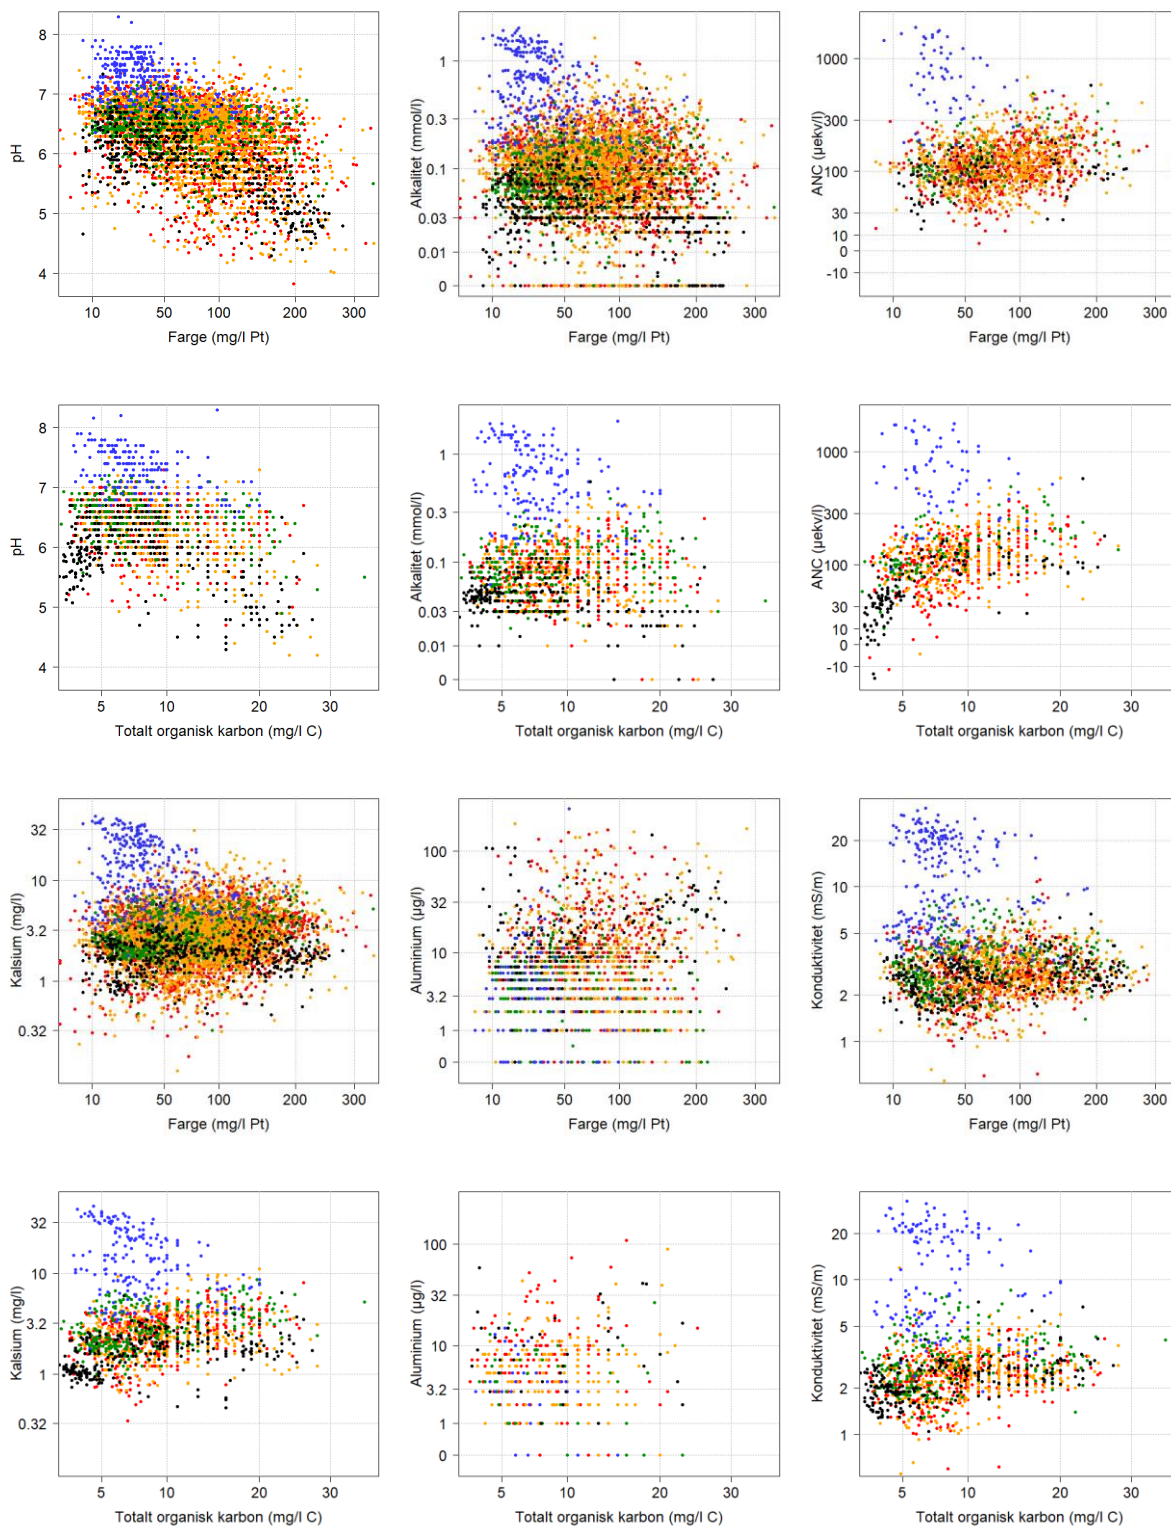 pH
8
7
6
5
4
10 50 100 200 300
Farge (mg/l Pt)
Alkalitet (mmol/l)
1
0.3
0.1
0.03
0.01
0
10 50 100 200 300
Farge (mg/l Pt)
ANC (µekv/l)
1000
300
100
30
10
0
-10
10 50 100 200 300
Farge (mg/l Pt)
pH
8
7
6
5
4
5 10 20 30
Totalt organisk karbon (mg/l C)
Alkalitet (mmol/l)
1
0.3
0.1
0.03
0.01
0
10 20 30
Totalt organisk karbon (mg/l C)
ANC (µekv/l)
1000
300
100
30
10
0
-10
5 10 20 30
Totalt organisk karbon (mg/l C)
Kalsium (mg/l)
32
10
3.2
1
0.32
10 50 100 200 300
Farge (mg/l Pt)
Aluminium (µg/l)
100
32
10
3.2
1
0
10 50 100 200 300
Farge (mg/l Pt)
Konduktivitet (mS/m)
20
10
5
2
1
10 50 100 200 300
Farge (mg/l Pt)
Kalsium (mg/l)
32
10
3.2
1
0.32
5 10 20 30
Totalt organisk karbon (mg/l C)
Aluminium (µg/l)
100
32
10
3.2
1
0
5 10 20 30
Totalt organisk karbon (mg/l C)
Konduktivitet (mS/m)
20
10
5
2
1
5 10 20 30
Totalt organisk karbon (mg/l C)